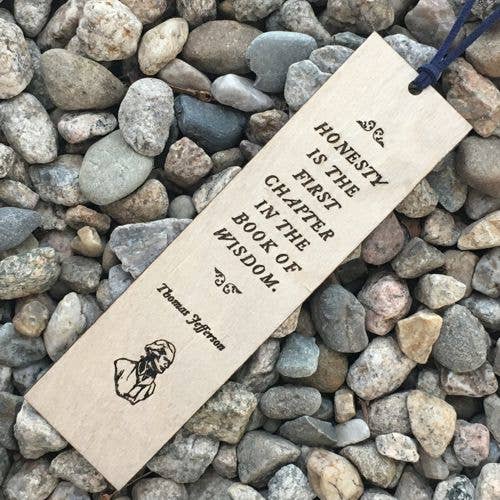 HONESTY
IS THE
FIRST
CHAPTER
IN THE
BOOK OF
WISDOM.
Thomas Jefferson